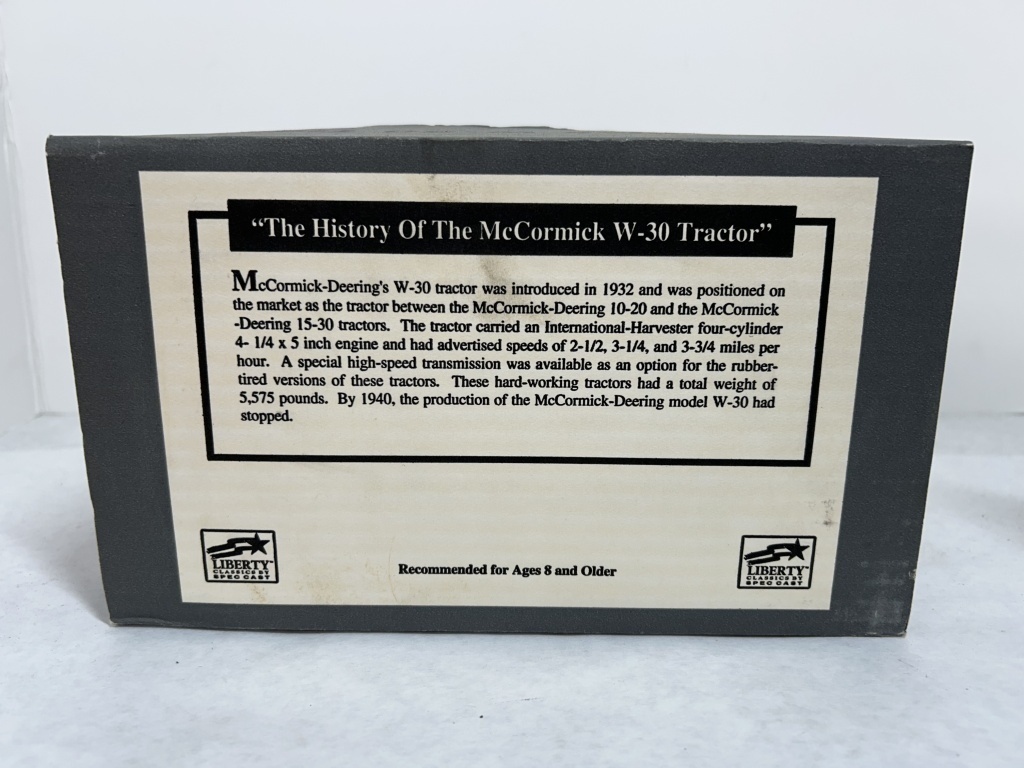 “The History Of The McCormick W-30 Tractor”
McCormick-Deering's W-30 tractor was introduced in 1932 and was positioned on
the market as the tractor between the McCormick-Deering 10-20 and the McCormick
-Deering 15-30 tractors. The tractor carried an International-Harvester four-cylinder
4- 1/4 x 5 inch engine and had advertised speeds of 2-1/2, 3-1/4, and 3-3/4 miles per
hour. A special high-speed transmission was available as an option for the rubber-
tired versions of these tractors. These hard-working tractors had a total weight of
5,575 pounds. By 1940, the production of the McCormick-Deering model W-30 had
stopped.
LIBERTY™
CLASSICS BY
SPEC CAST
Recommended for Ages 8 and Older
LIBERTY™
CLASSICS BY
SPEC CAST